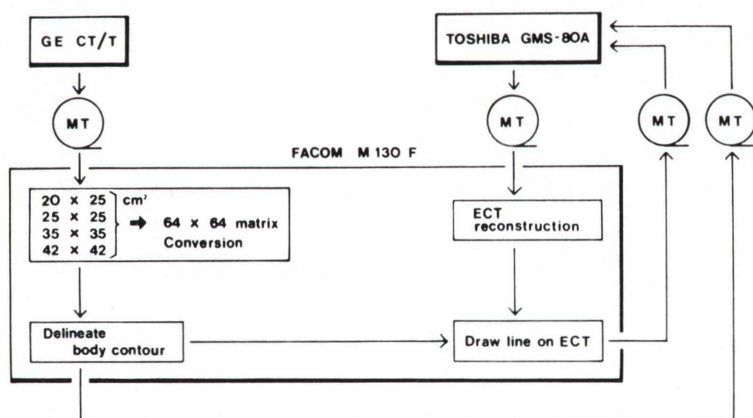 GE CT/T
TOSHIBA GMS-80A
MT
MT
MT
MT
FACOM M 130 F
20 × 25 cm²
25 × 25
35 × 35
42 × 42
➡ 64 × 64 matrix
Conversion
ECT
reconstruction
Delineate
body contour
Draw line on ECT